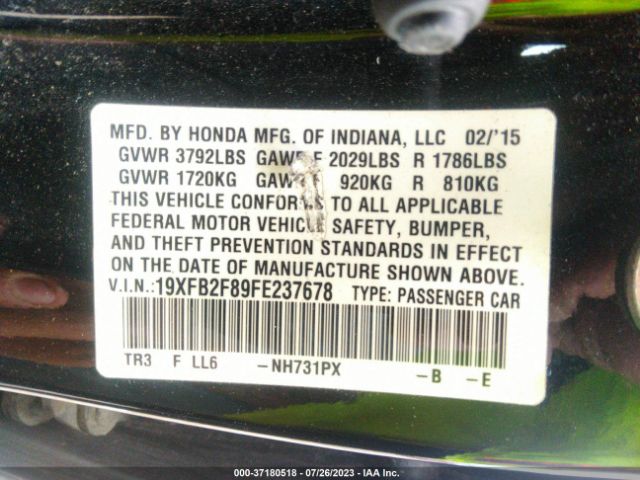 MFD. BY HONDA MFG. OF INDIANA, LLC 02/'15
GVWR 3792LBS GAWR F 2029LBS R 1786LBS
GVWR 1720KG GAW 920KG R 810KG
THIS VEHICLE CONFORMS TO ALL APPLICABLE
FEDERAL MOTOR VEHICLE SAFETY, BUMPER,
AND THEFT PREVENTION STANDARDS IN EFFECT
ON THE DATE OF MANUFACTURE SHOWN ABOVE.
V.I.N.:19XFB2F89FE237678 TYPE: PASSENGER CAR
TR3 F LL6 -NH731PX -B -E
000-37180518 - 07/26/2023 - IAA Inc.